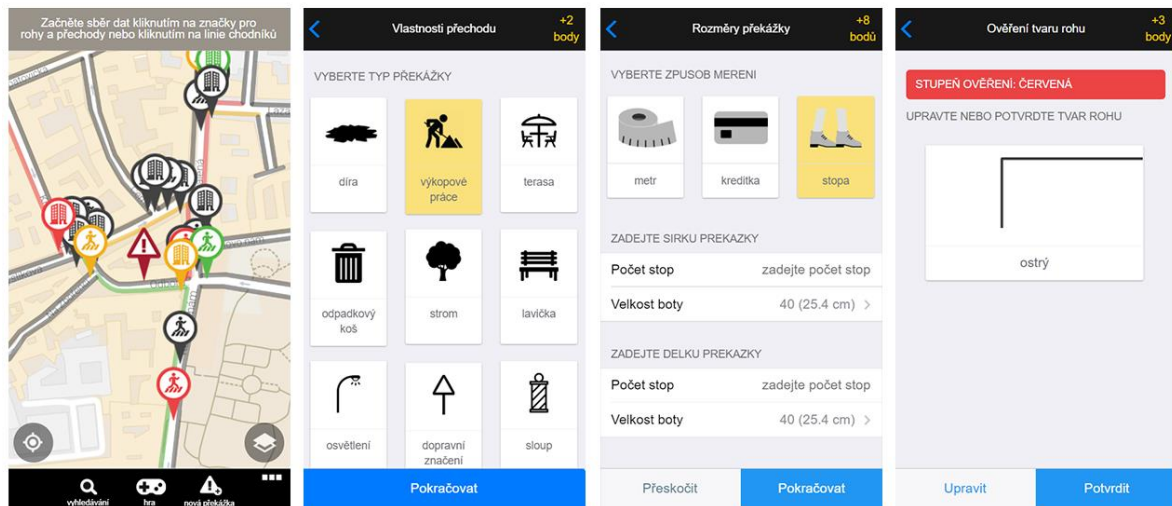 Začněte sběr dat kliknutím na značky pro
rohy a přechody nebo kliknutím na linie chodníků
vyhledávání
hra
nová překážka
Vlastnosti přechodu
+2
body
VYBERTE TYP PŘEKÁŽKY
díra
výkopové
práce
terasa
odpadkový
koš
strom
lavička
osvětlení
dopravní
značení
sloup
Pokračovat
Rozměry překážky
+8
bodů
VYBERTE ZPUSOB MERENI
metr
kreditka
stopa
ZADEJTE SIRKU PREKAZKY
Počet stop zadejte počet stop
Velkost boty 40 (25.4 cm) >
ZADEJTE DELKU PREKAZKY
Počet stop zadejte počet stop
Velkost boty 40 (25.4 cm) >
Přeskočit
Pokračovat
Ověření tvaru rohu
+3
body
STUPEŇ OVĚŘENÍ: ČERVENÁ
UPRAVTE NEBO POTVRDTE TVAR ROHU
ostrý
Upravit
Potvrdit